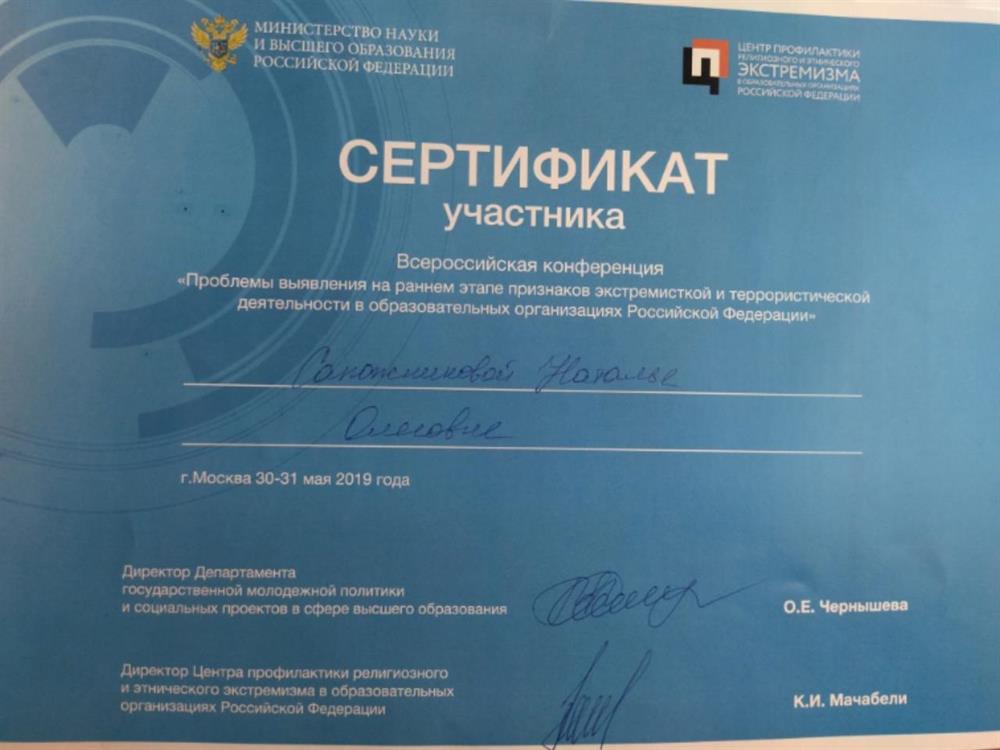 МИНИСТЕРСТВО НАУКИ
И ВЫСШЕГО ОБРАЗОВАНИЯ
РОССИЙСКОЙ ФЕДЕРАЦИИ
Ц
ЦЕНТР ПРОФИЛАКТИКИ
РЕЛИГИОЗНОГО И ЭТНИЧЕСКОГО
ЭКСТРЕМИЗМА
В ОБРАЗОВАТЕЛЬНЫХ ОРГАНИЗАЦИЯХ
РОССИЙСКОЙ ФЕДЕРАЦИИ
СЕРТИФИКАТ
участника
Всероссийская конференция
«Проблемы выявления на раннем этапе признаков экстремисткой и террористической
деятельности в образовательных организациях Российской Федерации»
Сапожниковой Наталье
Олеговне
г.Москва 30-31 мая 2019 года
Директор Департамента
государственной молодежной политики
и социальных проектов в сфере высшего образования
О.Е. Чернышева
Директор Центра профилактики религиозного
и этнического экстремизма в образовательных
организациях Российской Федерации
К.И. Мачабели